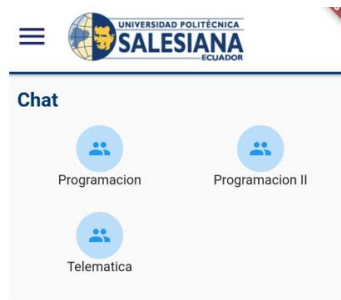 UNIVERSIDAD POLITÉCNICA
SALESIANA
ECUADOR
Chat
Programacion
Programacion II
Telematica